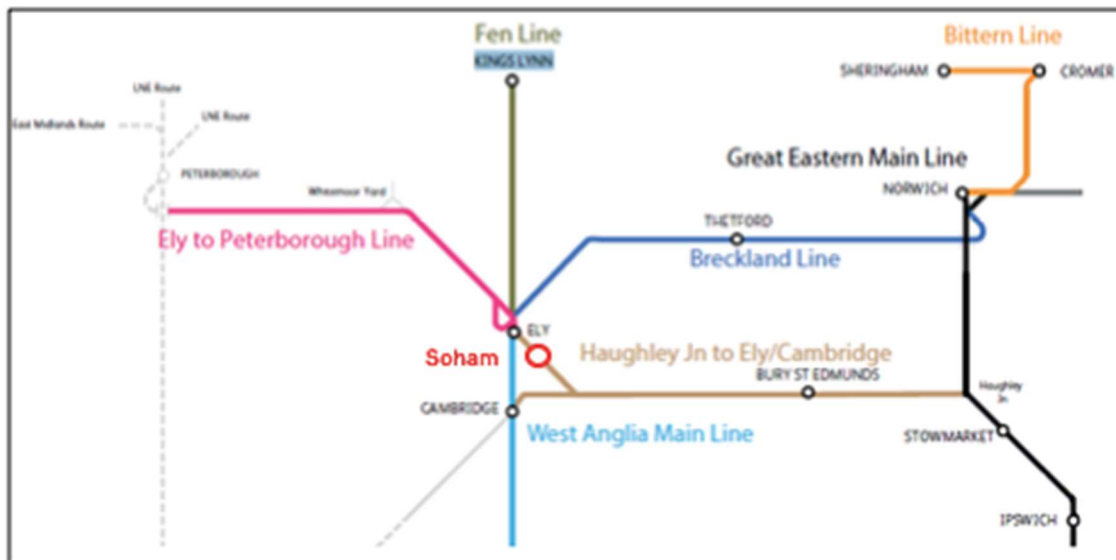 Fen Line
KINGS LYNN
Bittern Line
SHERINGHAM
CROMER
LNE Route
East Midlands Route
LNE Route
PETERBOROUGH
Whitemoor Yard
Great Eastern Main Line
NORWICH
THETFORD
Ely to Peterborough Line
Breckland Line
ELY
Soham
Haughley Jn to Ely/Cambridge
BURY ST EDMUNDS
Haughley
Jn
CAMBRIDGE
West Anglia Main Line
STOWMARKET
IPSWICH